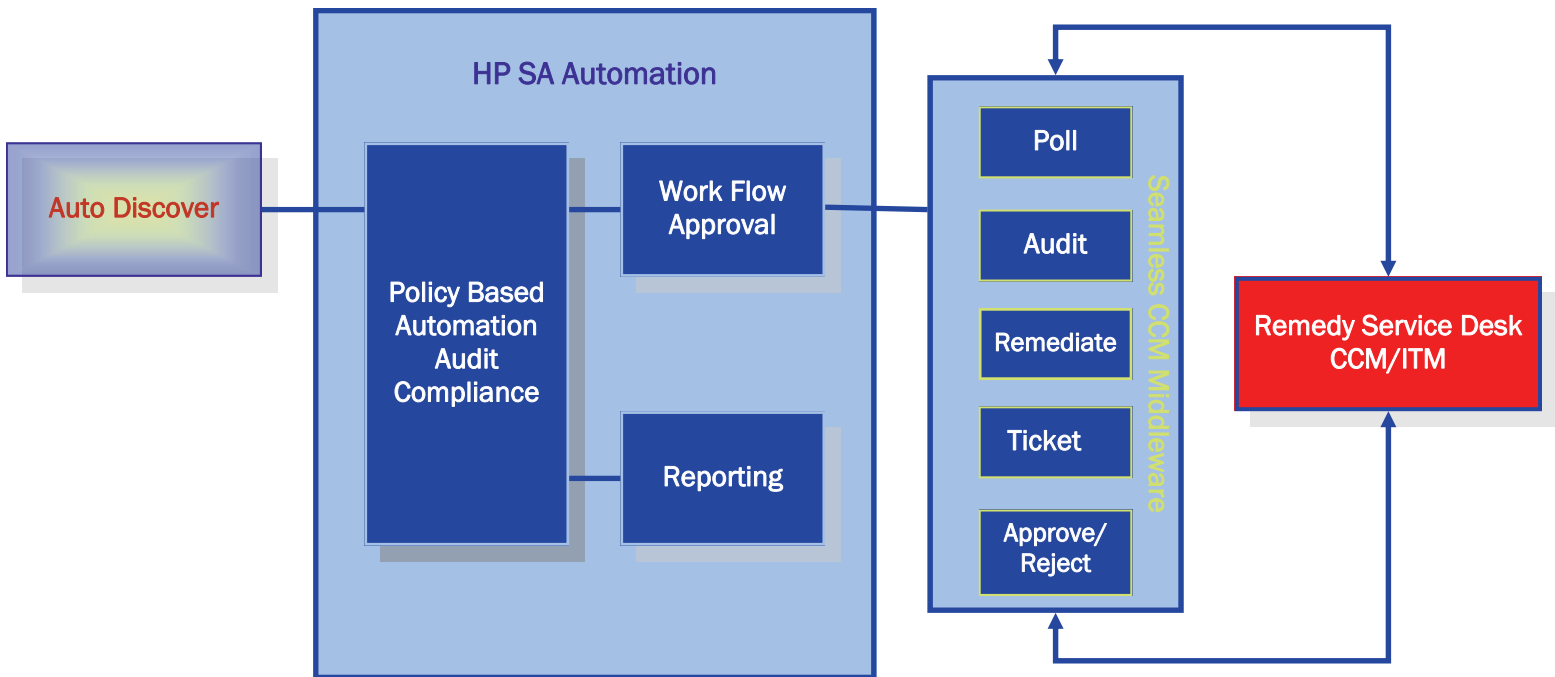 HP SA Automation
Auto Discover
Policy Based
Automation
Audit
Compliance
Work Flow
Approval
Reporting
Poll
Audit
Remediate
Ticket
Approve/
Reject
Seamless CCM Middleware
Remedy Service Desk
CCM/ITM